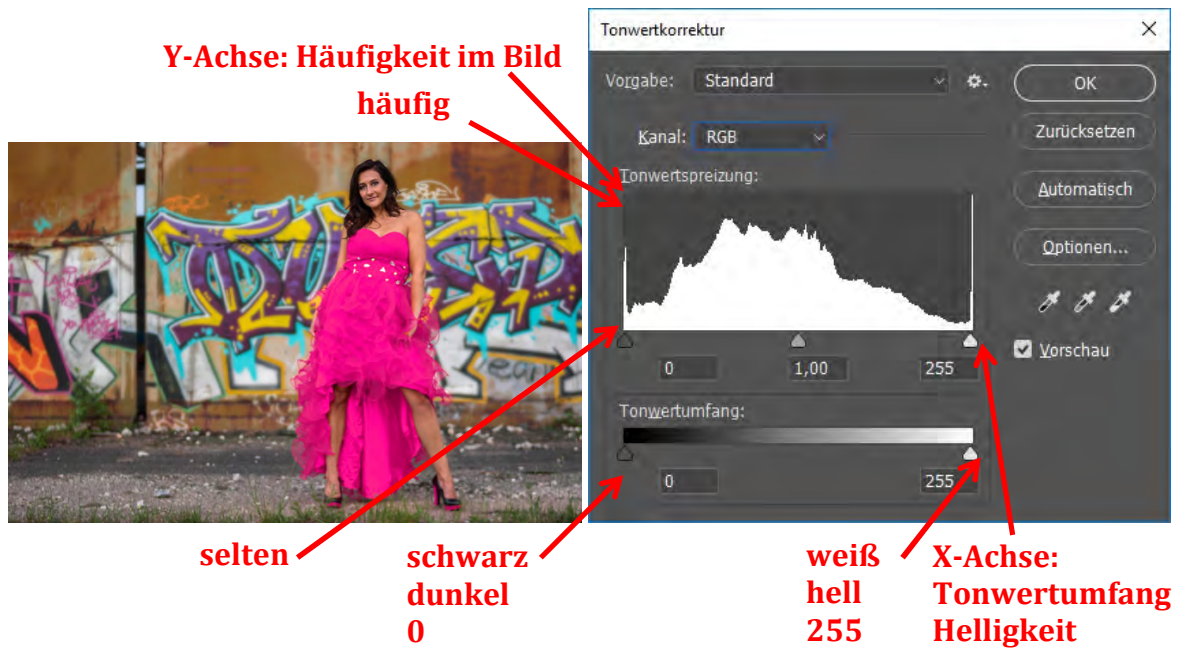 Y-Achse: Häufigkeit im Bild
häufig
selten
schwarz
dunkel
0
weiß
hell
255
X-Achse:
Tonwertumfang
Helligkeit
Tonwertkorrektur
Vorgabe: Standard
OK
Kanal: RGB
Zurücksetzen
Tonwertspreizung:
Automatisch
Optionen...
0 1,00 255
Vorschau
Tonwertumfang:
0 255